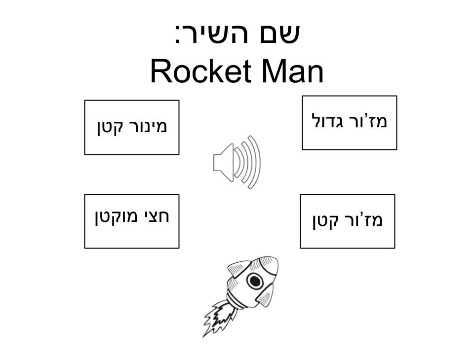 שם השיר:
Rocket Man
מז'ור גדול
מינור קטן
מז'ור קטן
חצי מוקטן